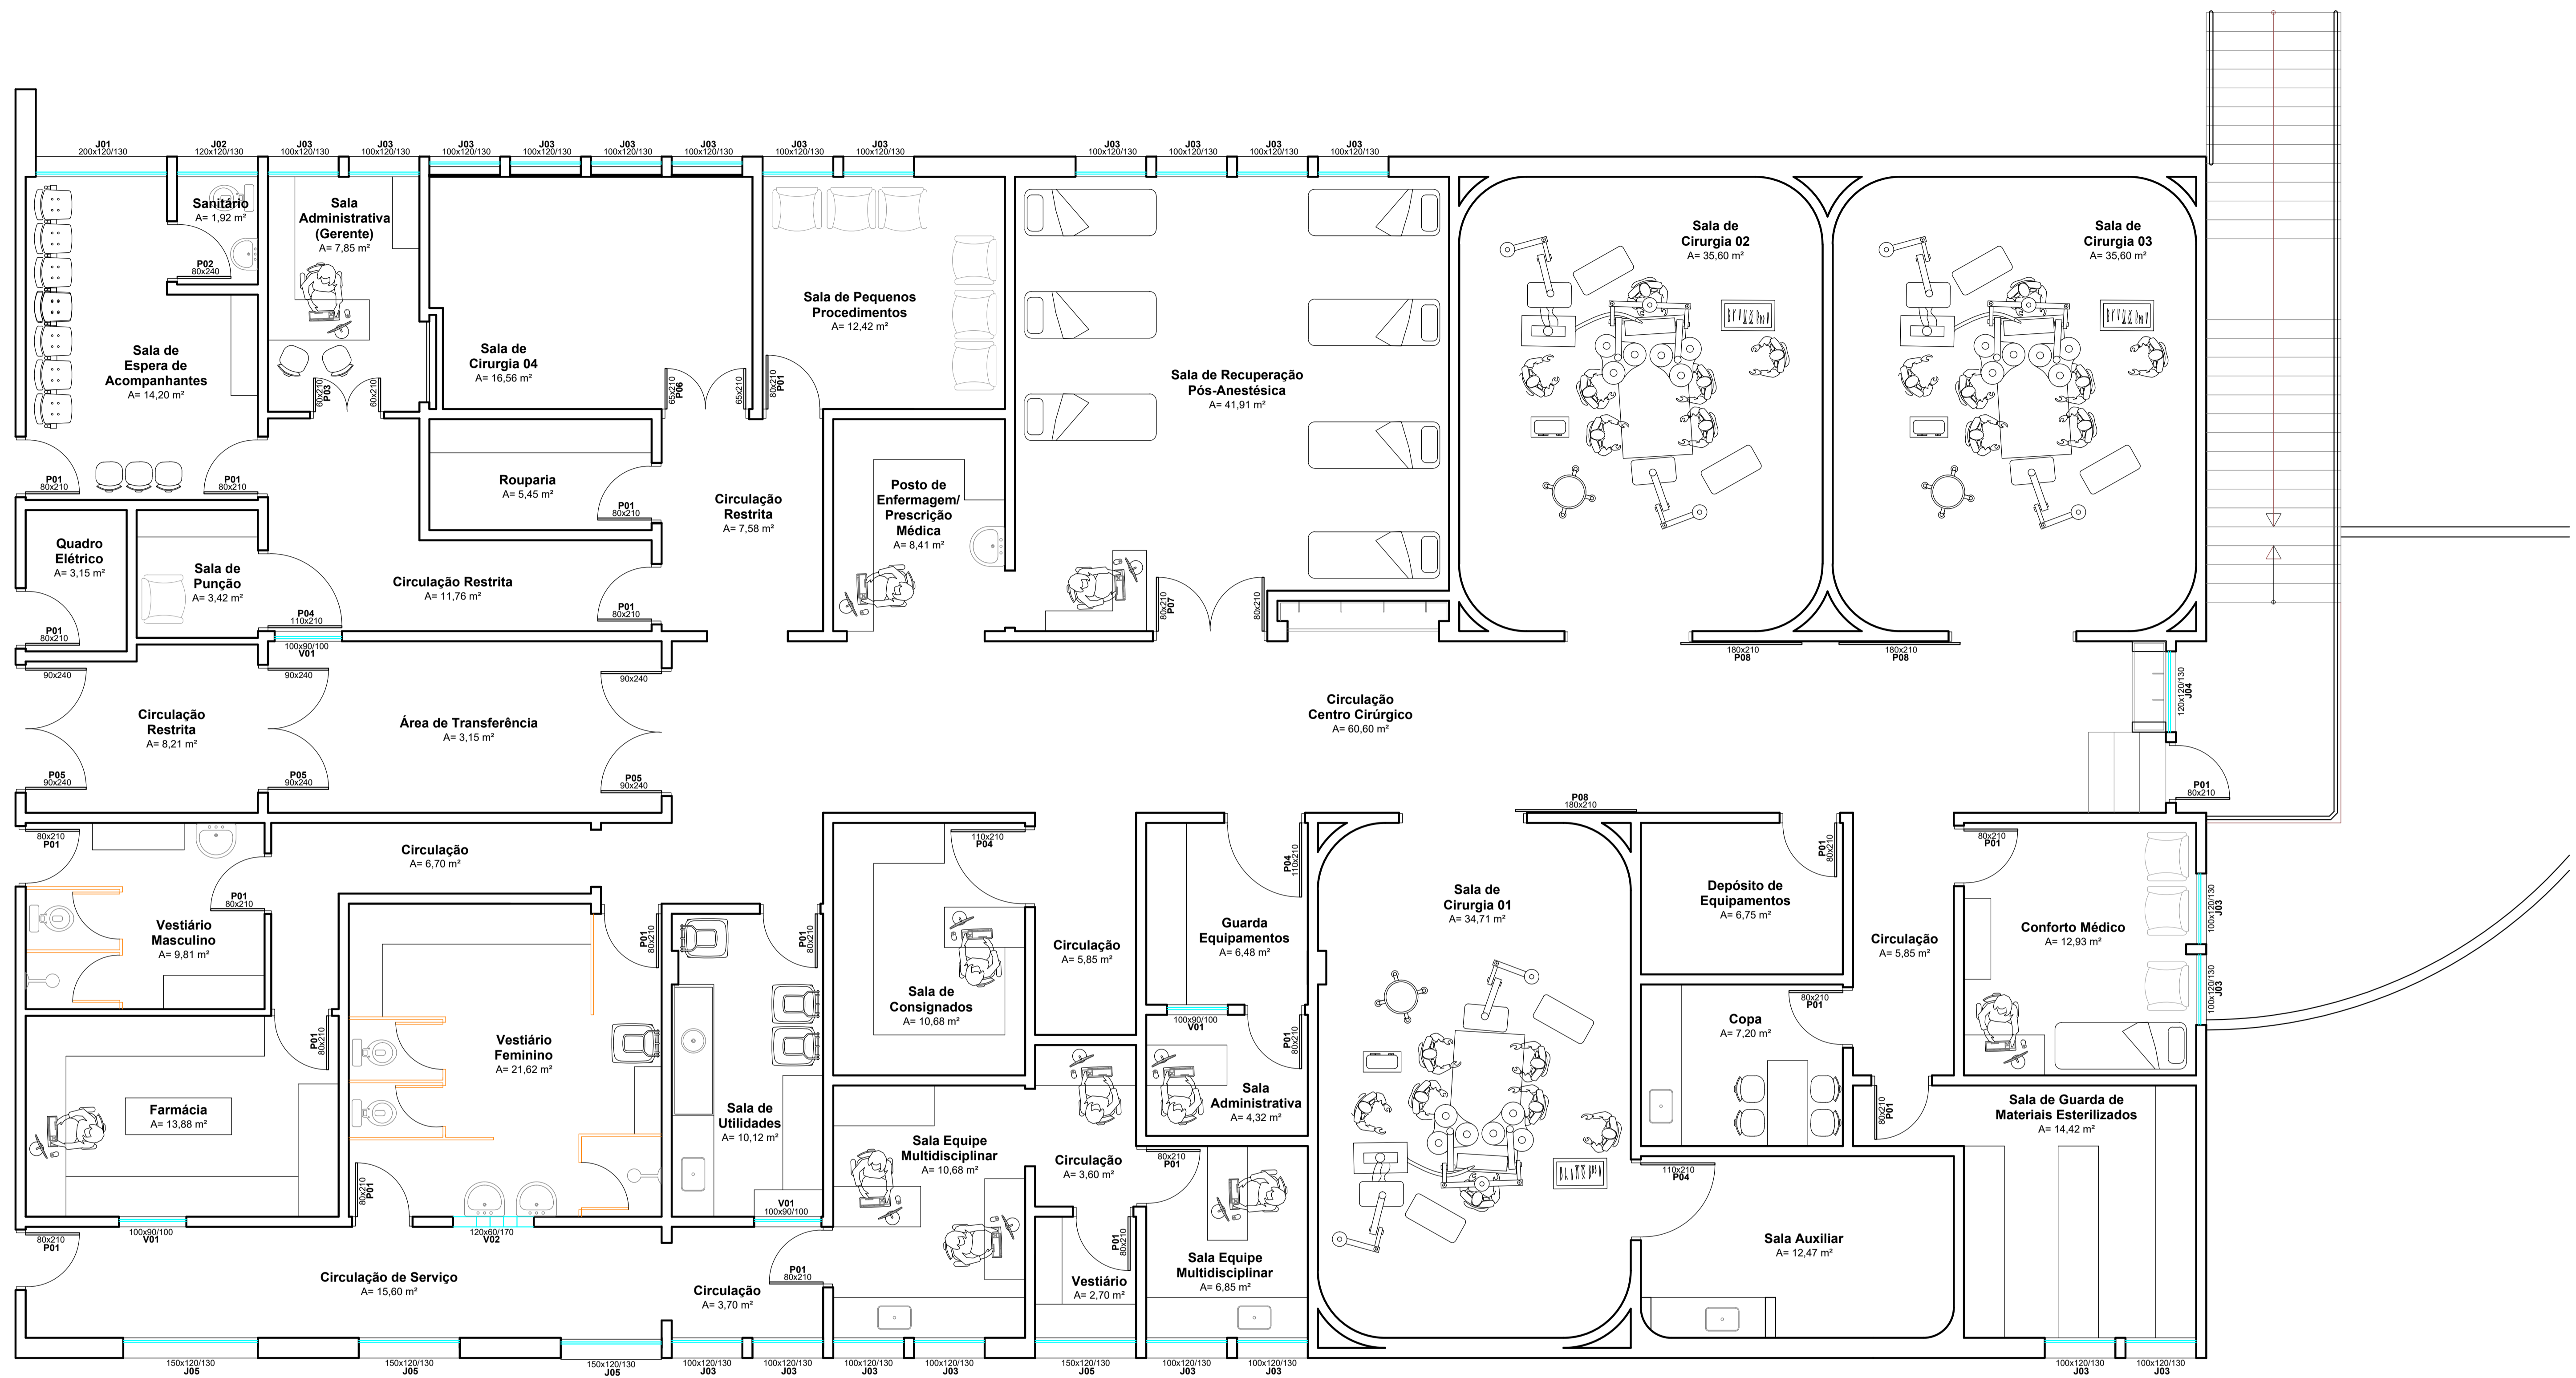 J01
200x120/130
J02
120x120/130
J03
100x120/130
J03
100x120/130
J03
100x120/130
J03
100x120/130
J03
100x120/130
J03
100x120/130
J03
100x120/130
J03
100x120/130
J03
100x120/130
J03
100x120/130
J03
100x120/130
J03
100x120/130
Sanitário
A= 1,92 m²
P02
80x240
Sala
Administrativa
(Gerente)
A= 7,85 m²
60x210
P03
60x210
Sala de
Espera de
Acompanhantes
A= 14,20 m²
P01
80x210
P01
80x210
Sala de
Cirurgia 04
A= 16,56 m²
65x210
P06
65x210
Sala de Pequenos
Procedimentos
A= 12,42 m²
80x210
P01
Sala de Recuperação
Pós-Anestésica
A= 41,91 m²
80x210
P07
80x210
Sala de
Cirurgia 02
A= 35,60 m²
Sala de
Cirurgia 03
A= 35,60 m²
Rouparia
A= 5,45 m²
P01
80x210
Circulação
Restrita
A= 7,58 m²
Posto de
Enfermagem/
Prescrição
Médica
A= 8,41 m²
Quadro
Elétrico
A= 3,15 m²
P01
80x210
Sala de
Punção
A= 3,42 m²
P04
110x210
Circulação Restrita
A= 11,76 m²
P01
80x210
100x90/100
V01
180x210
P08
180x210
P08
90x240
90x240
90x240
Circulação
Restrita
A= 8,21 m²
P05
90x240
Área de Transferência
A= 3,15 m²
P05
90x240
P05
90x240
Circulação
Centro Cirúrgico
A= 60,60 m²
120x120/130
J04
P01
80x210
P08
180x210
80x210
P01
Vestiário
Masculino
A= 9,81 m²
P01
80x210
Circulação
A= 6,70 m²
P01
80x210
P01
80x210
110x210
P04
Sala de
Consignados
A= 10,68 m²
Circulação
A= 5,85 m²
P04
110x210
Guarda
Equipamentos
A= 6,48 m²
100x90/100
V01
Sala de
Cirurgia 01
A= 34,71 m²
Depósito de
Equipamentos
A= 6,75 m²
P01
80x210
Circulação
A= 5,85 m²
80x210
P01
Conforto Médico
A= 12,93 m²
100x120/130
J03
100x120/130
J03
Copa
A= 7,20 m²
80x210
P01
P01
80x210
Farmácia
A= 13,88 m²
Vestiário
Feminino
A= 21,62 m²
80x210
P01
Sala de
Utilidades
A= 10,12 m²
V01
100x90/100
Sala Equipe
Multidisciplinar
A= 10,68 m²
Circulação
A= 3,60 m²
P01
80x210
Sala
Administrativa
A= 4,32 m²
80x210
P01
80x210
P01
Sala de Guarda de
Materiais Esterilizados
A= 14,42 m²
110x210
P04
Sala Auxiliar
A= 12,47 m²
100x90/100
V01
120x60/170
V02
80x210
P01
Circulação de Serviço
A= 15,60 m²
Circulação
A= 3,70 m²
P01
80x210
P01
80x210
Vestiário
A= 2,70 m²
Sala Equipe
Multidisciplinar
A= 6,85 m²
150x120/130
J05
150x120/130
J05
150x120/130
J05
100x120/130
J03
100x120/130
J03
100x120/130
J03
100x120/130
J03
150x120/130
J05
100x120/130
J03
100x120/130
J03
100x120/130
J03
100x120/130
J03